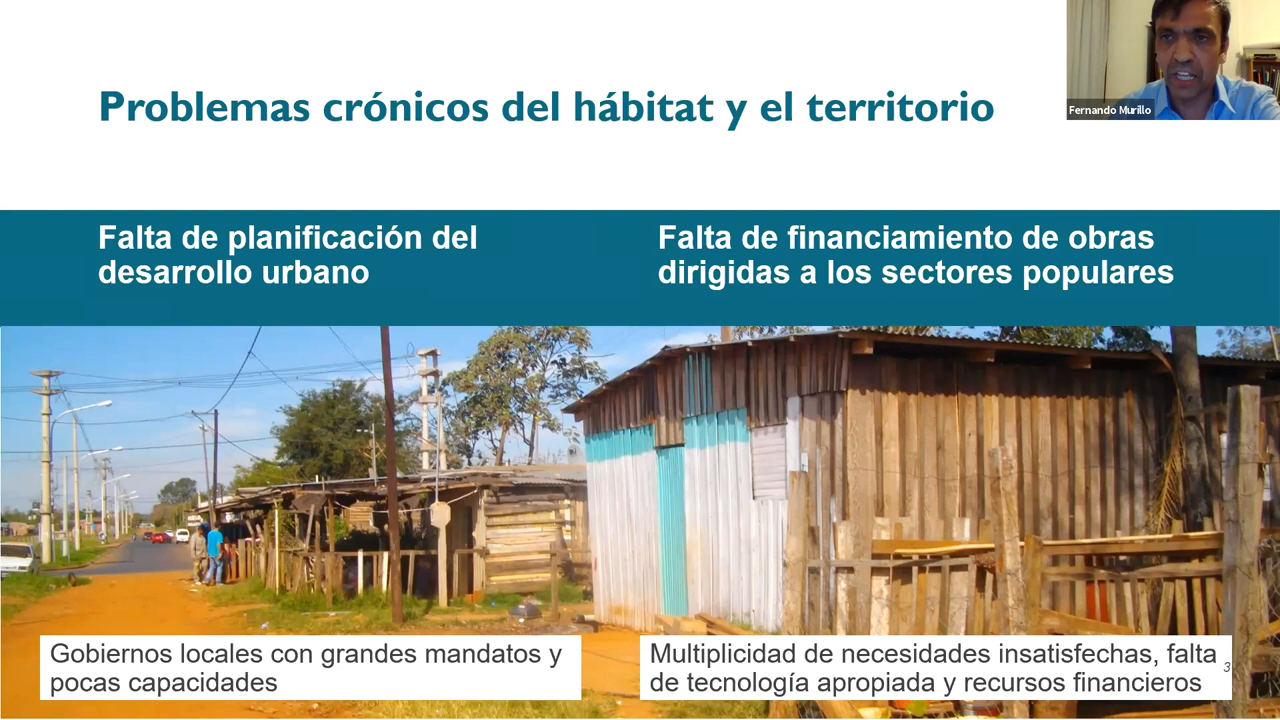 Problemas crónicos del hábitat y el territorio
Fernando Murillo
Falta de planificación del
desarrollo urbano
Falta de financiamiento de obras
dirigidas a los sectores populares
Gobiernos locales con grandes mandatos y
pocas capacidades
Multiplicidad de necesidades insatisfechas, falta
de tecnología apropiada y recursos financieros
3